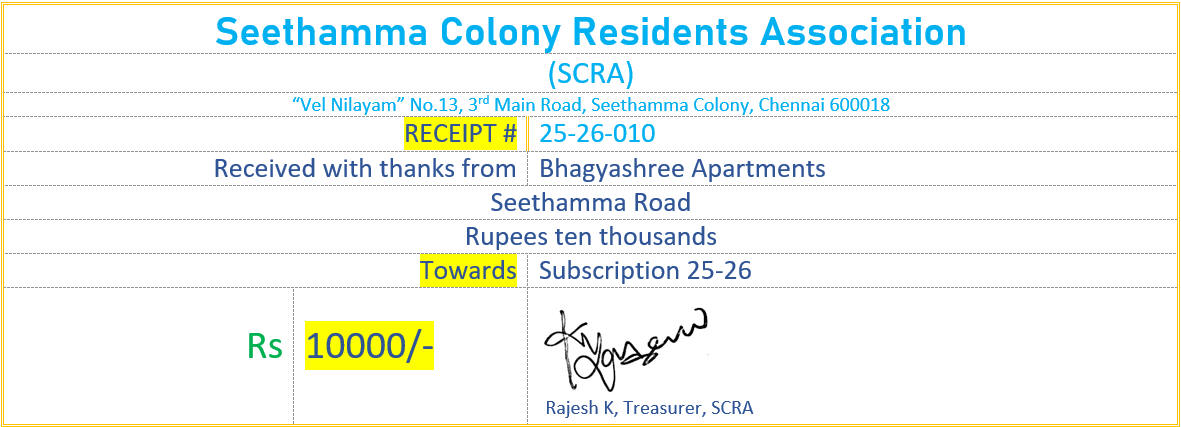 Seethamma Colony Residents Association
(SCRA)
“Vel Nilayam” No.13, 3rd Main Road, Seethamma Colony, Chennai 600018
RECEIPT # 25-26-010
Received with thanks from Bhagyashree Apartments
Seethamma Road
Rupees ten thousands
Towards Subscription 25-26
Rs 10000/-
Rajesh K, Treasurer, SCRA